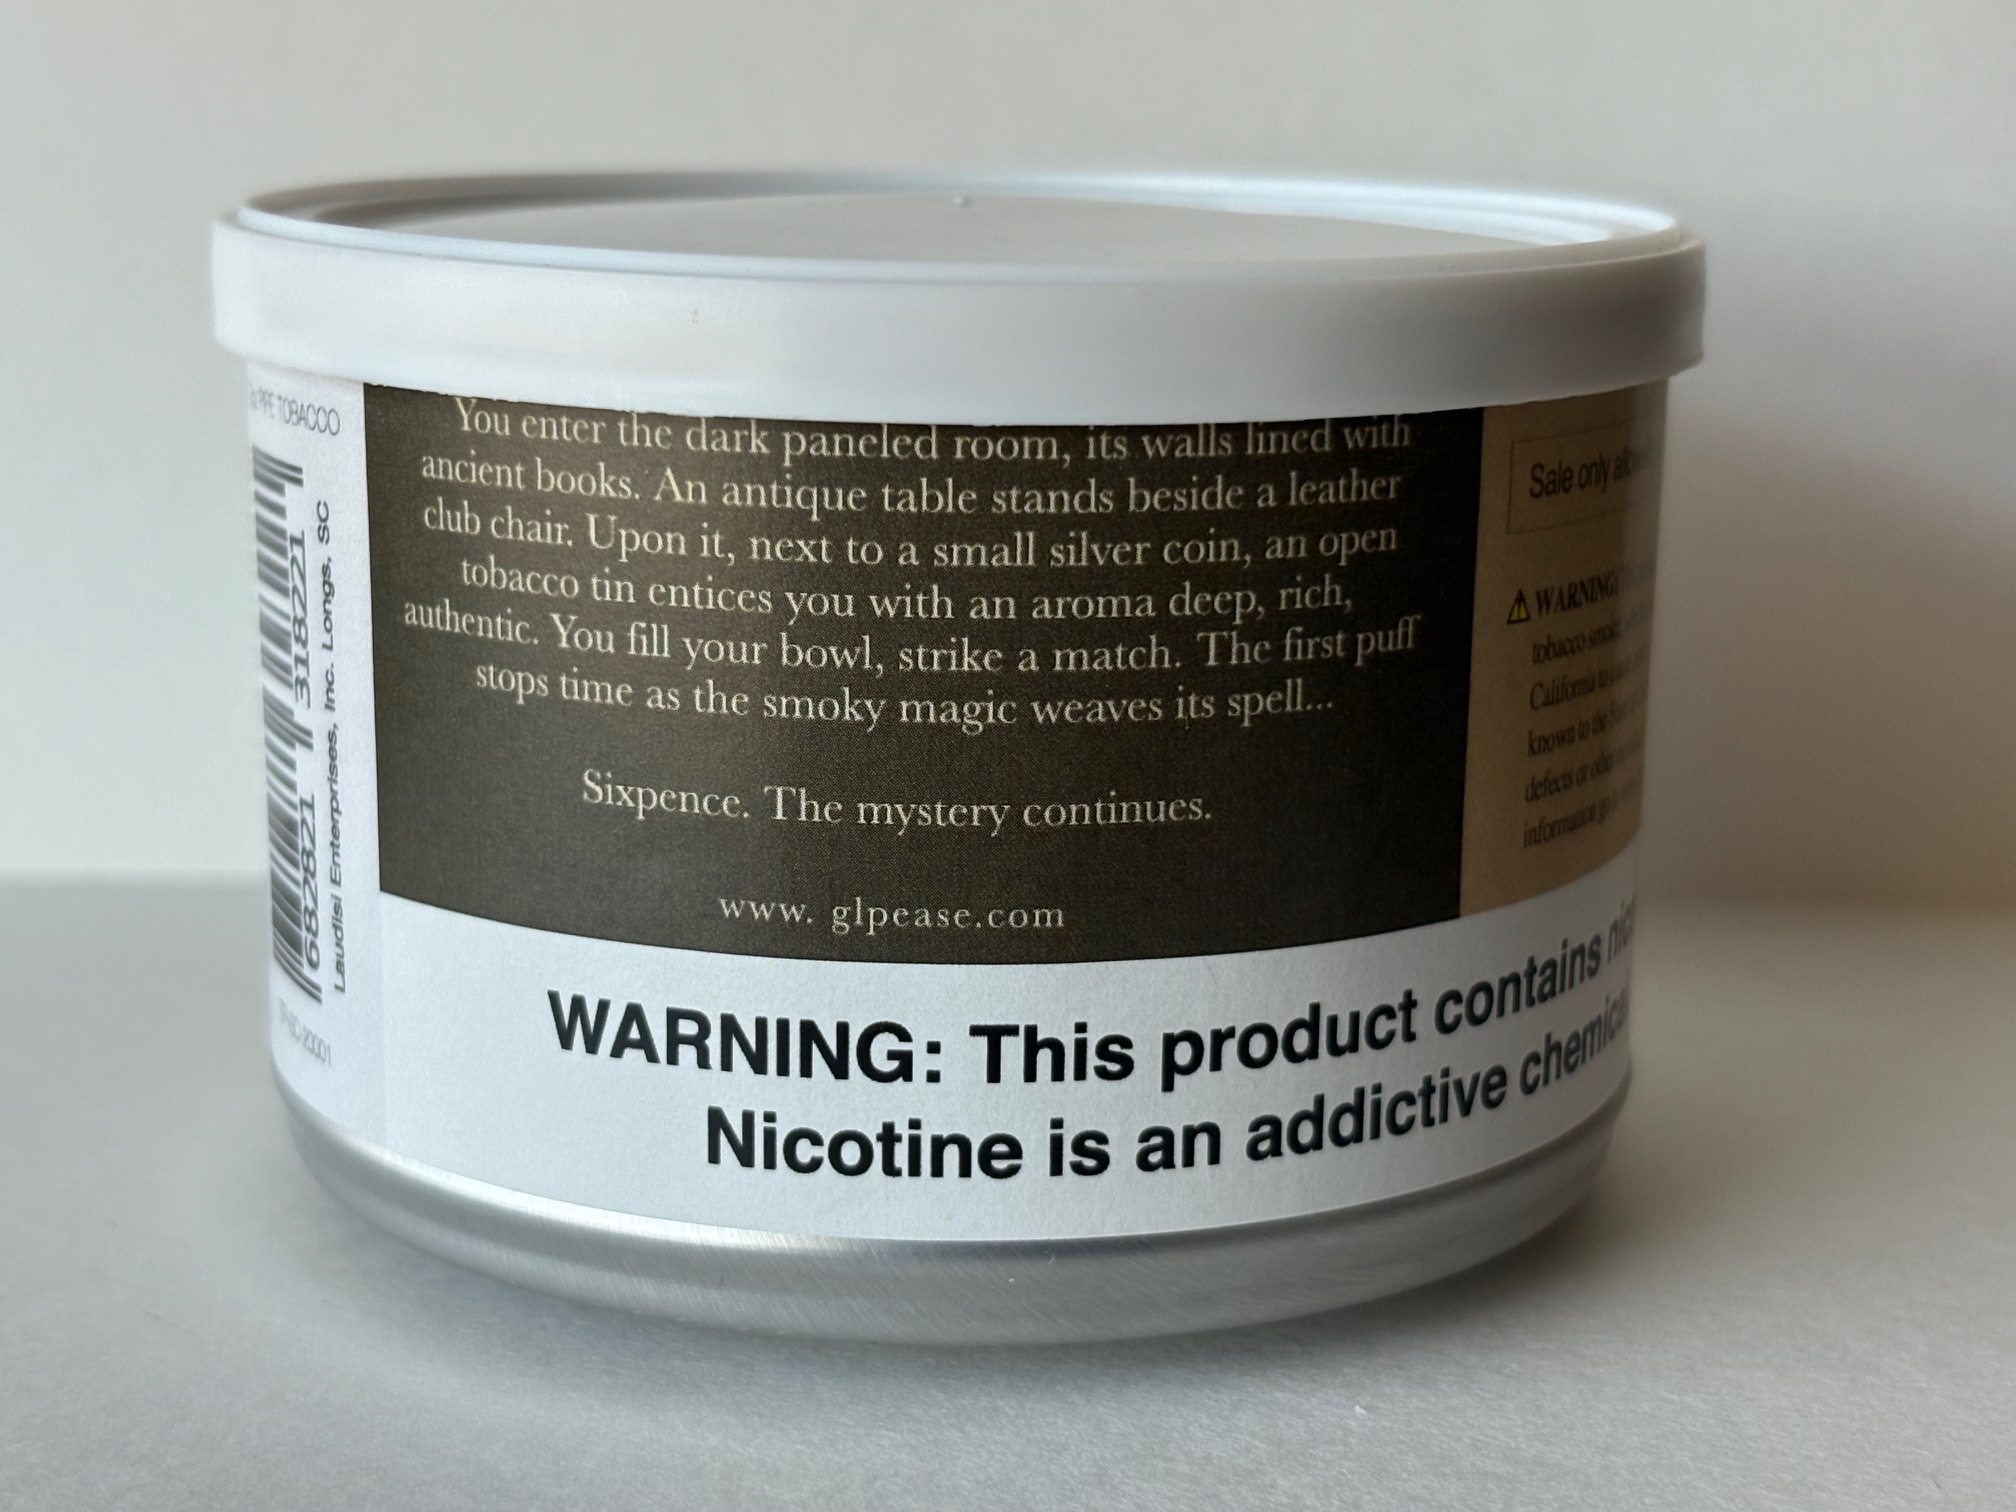 PIPE TOBACCO
6828821 318221
Laudisi Enterprises, Inc. Longs, SC
You enter the dark paneled room, its walls lined with
ancient books. An antique table stands beside a leather
club chair. Upon it, next to a small silver coin, an open
tobacco tin entices you with an aroma deep, rich,
authentic. You fill your bowl, strike a match. The first puff
stops time as the smoky magic weaves its spell...
Sixpence. The mystery continues.
www. glpease.com
Sale only
WARNING:
tobacco
California to
known to the
defects or
information
WARNING: This product contains
Nicotine is an addictive